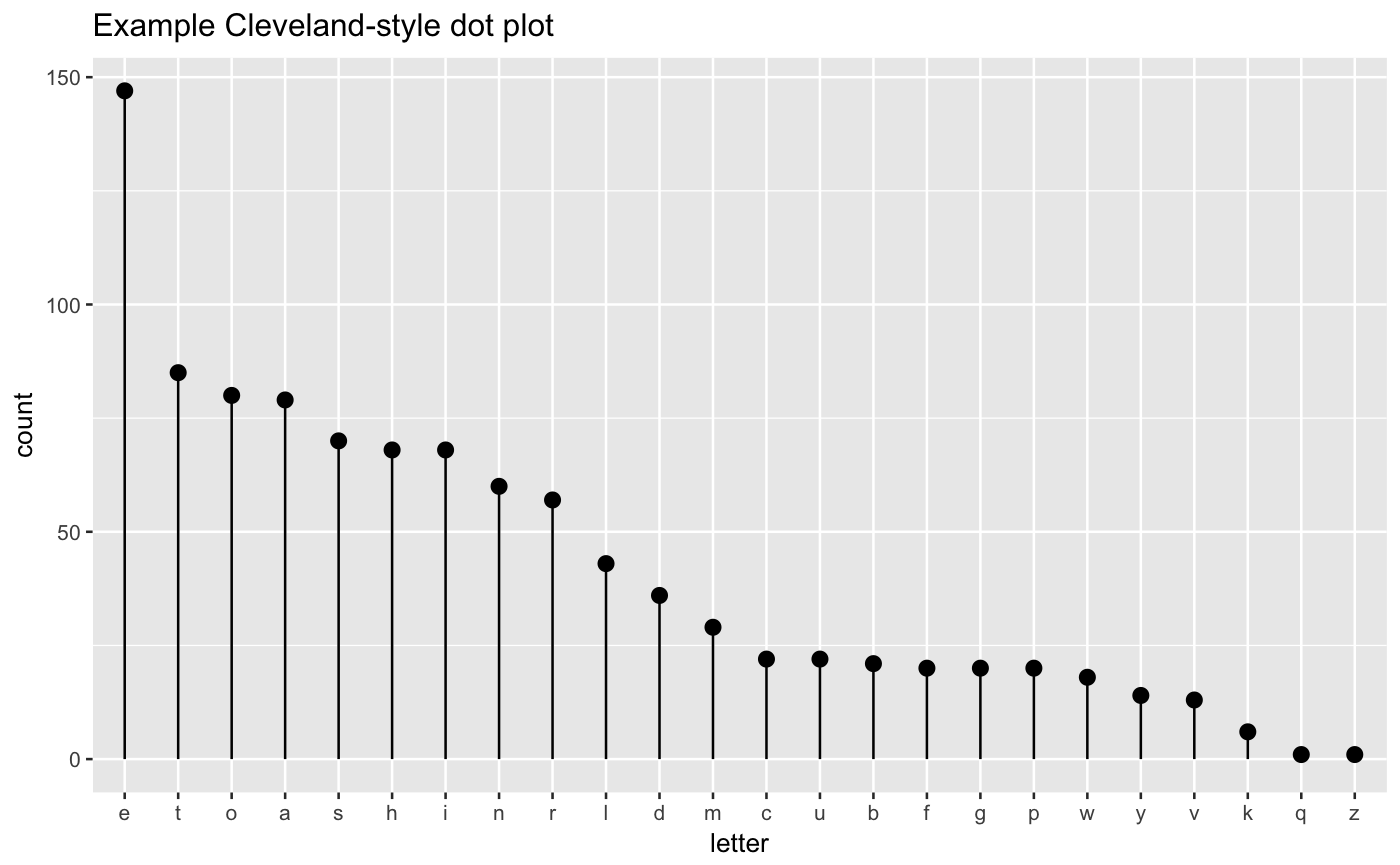 Example Cleveland-style dot plot
150
100
50
0
count
e t o a s h i n r l d m c u b f g p w y v k q z
letter